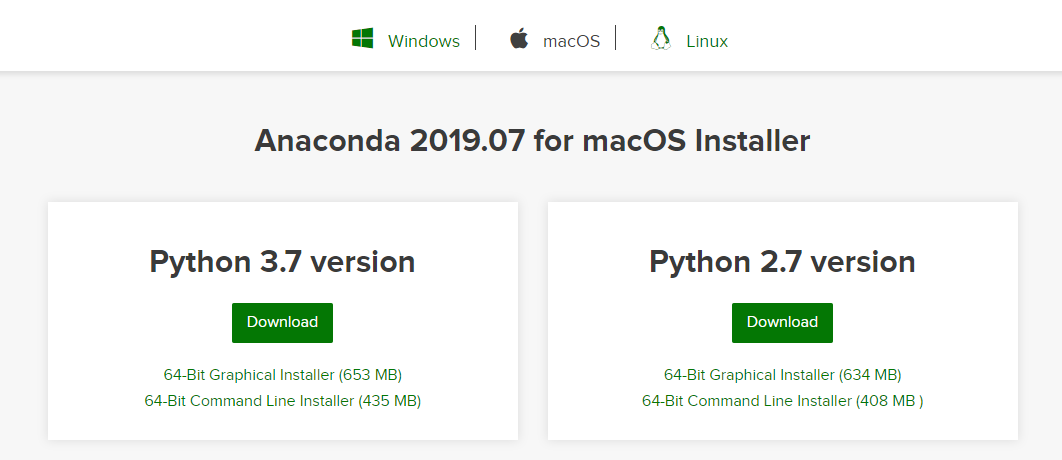 Windows
macOS
Linux
Anaconda 2019.07 for macOS Installer
Python 3.7 version
Download
64-Bit Graphical Installer (653 MB)
64-Bit Command Line Installer (435 MB)
Python 2.7 version
Download
64-Bit Graphical Installer (634 MB)
64-Bit Command Line Installer (408 MB )